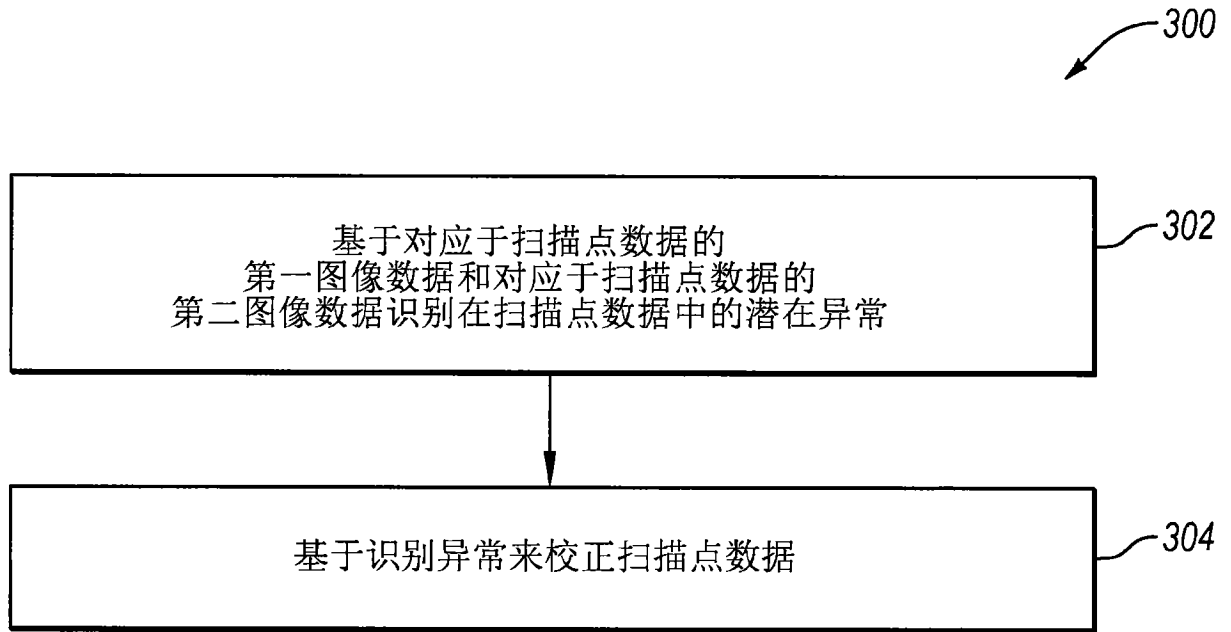 300
基于对应于扫描点数据的
第一图像数据和对应于扫描点数据的
第二图像数据识别在扫描点数据中的潜在异常
302
基于识别异常来校正扫描点数据
304